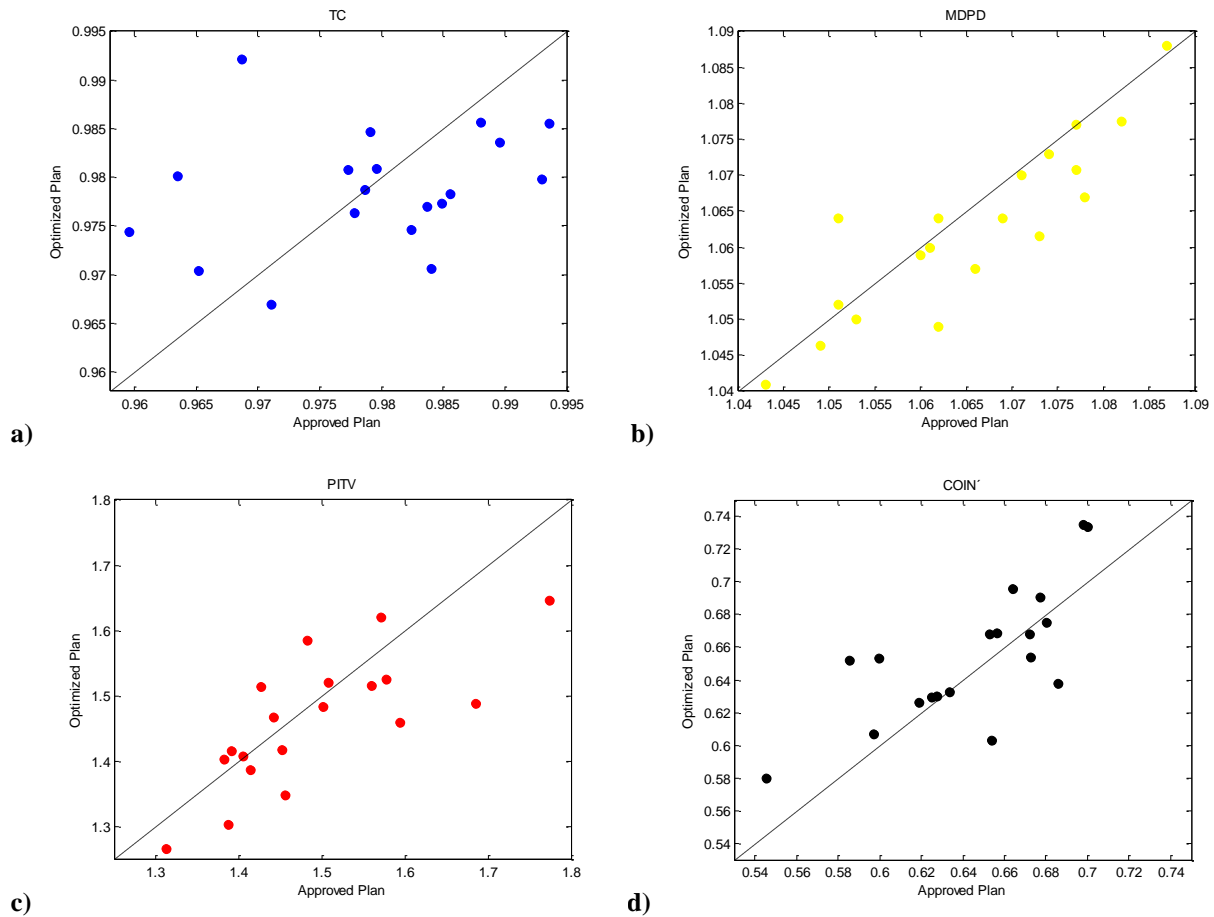 TC
0.995
0.99
0.985
0.98
0.975
0.97
0.965
0.96
Optimized Plan
0.96 0.965 0.97 0.975 0.98 0.985 0.99 0.995
Approved Plan
a)
MDPD
1.09
1.085
1.08
1.075
1.07
1.065
1.06
1.055
1.05
1.045
1.04
Optimized Plan
1.04 1.045 1.05 1.055 1.06 1.065 1.07 1.075 1.08 1.085 1.09
Approved Plan
b)
PITV
1.8
1.7
1.6
1.5
1.4
1.3
Optimized Plan
1.3 1.4 1.5 1.6 1.7 1.8
Approved Plan
c)
COIN´
0.74
0.72
0.7
0.68
0.66
0.64
0.62
0.6
0.58
0.56
0.54
Optimized Plan
0.54 0.56 0.58 0.6 0.62 0.64 0.66 0.68 0.7 0.72 0.74
Approved Plan
d)